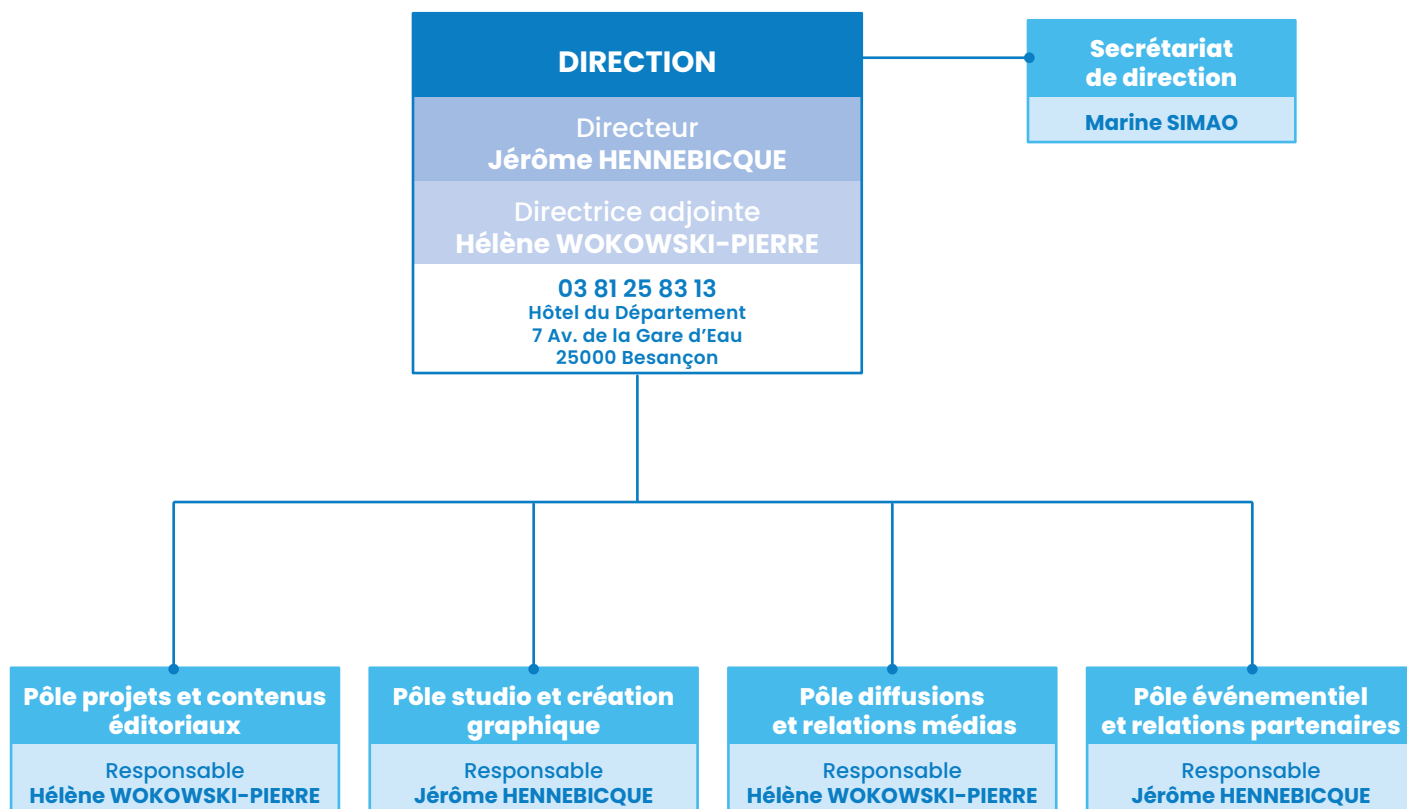 DIRECTION
Directeur
Jérôme HENNEBICQUE
Directrice adjointe
Hélène WOKOWSKI-PIERRE
03 81 25 83 13
Hôtel du Département
7 Av. de la Gare d’Eau
25000 Besançon
Secrétariat
de direction
Marine SIMAO
Pôle projets et contenus
éditoriaux
Responsable
Hélène WOKOWSKI-PIERRE
Pôle studio et création
graphique
Responsable
Jérôme HENNEBICQUE
Pôle diffusions
et relations médias
Responsable
Hélène WOKOWSKI-PIERRE
Pôle événementiel
et relations partenaires
Responsable
Jérôme HENNEBICQUE